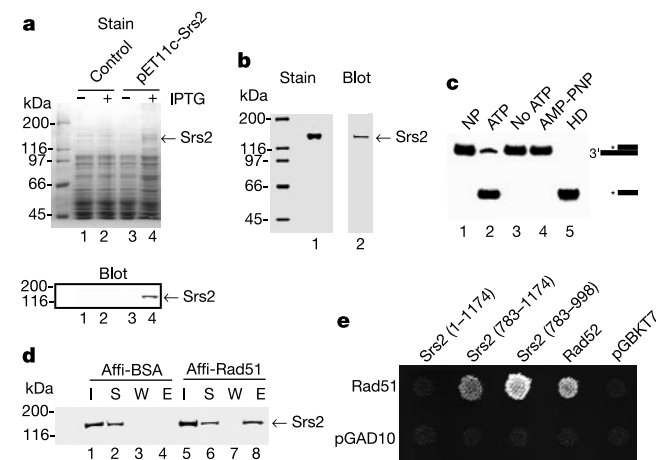 a
Stain
Control
pET11c-Srs2
− + − + IPTG
kDa
200-
116-
97-
66-
45-
← Srs2
1 2 3 4
Blot
200-
116-
← Srs2
1 2 3 4
b
Stain Blot
kDa
200-
116-
97-
66-
45-
← Srs2
1 2
c
NP
ATP
No ATP
AMP-PNP
HD
*
3'
*
1 2 3 4 5
d
Affi-BSA Affi-Rad51
kDa I S W E I S W E
200-
116-
← Srs2
1 2 3 4 5 6 7 8
e
Srs2 (1–1174)
Srs2 (783–1174)
Srs2 (783–998)
Rad52
pGBKT7
Rad51
pGAD10